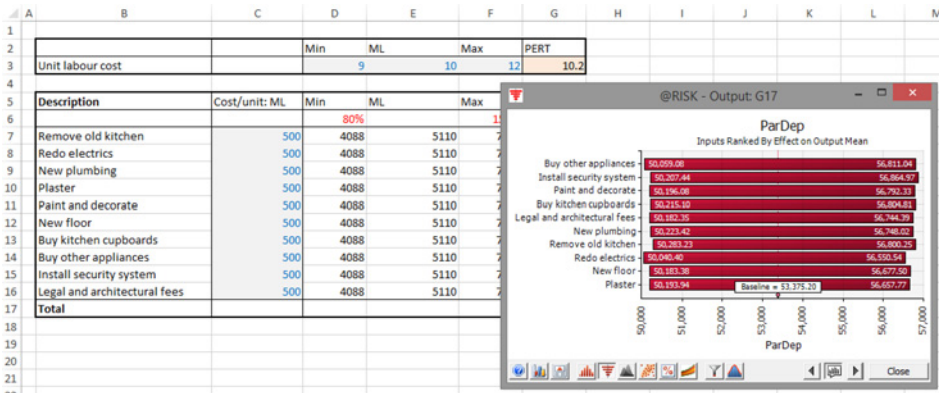 A B C D E F G H I J K L M
1
2 Min ML Max PERT
3 Unit labour cost 9 10 12 10.2
4
5 Description Cost/unit: ML Min ML Max
6 80%
7 Remove old kitchen 500 4088 5110
8 Redo electrics 500 4088 5110
9 New plumbing 500 4088 5110
10 Plaster 500 4088 5110
11 Paint and decorate 500 4088 5110
12 New floor 500 4088 5110
13 Buy kitchen cupboards 500 4088 5110
14 Buy other appliances 500 4088 5110
15 Install security system 500 4088 5110
16 Legal and architectural fees 500 4088 5110
17 Total
18
19
20
21
@RISK - Output: G17
ParDep
Inputs Ranked By Effect on Output Mean
Buy other appliances 50,059.08 56,811.04
Install security system 50,207.44 56,864.97
Paint and decorate 50,196.08 56,792.33
Buy kitchen cupboards 50,215.10 56,804.81
Legal and architectural fees 50,182.35 56,744.39
New plumbing 50,223.42 56,748.02
Remove old kitchen 50,283.23 56,800.25
Redo electrics 50,040.40 56,550.54
New floor 50,183.38 56,677.50
Plaster 50,193.94 56,657.77
Baseline = 53,375.20
50,000 51,000 52,000 53,000 54,000 55,000 56,000 57,000
ParDep
Close